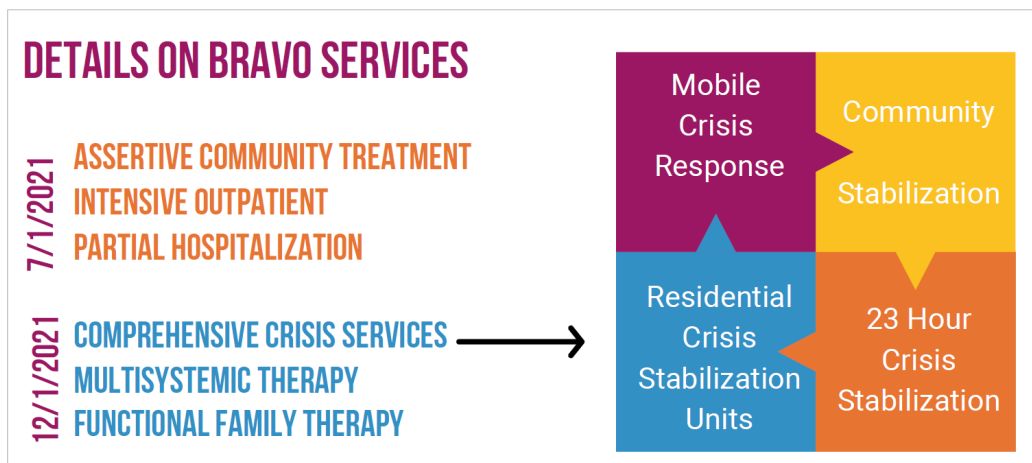 DETAILS ON BRAVO SERVICES
7/1/2021
ASSERTIVE COMMUNITY TREATMENT
INTENSIVE OUTPATIENT
PARTIAL HOSPITALIZATION
12/1/2021
COMPREHENSIVE CRISIS SERVICES
MULTISYSTEMIC THERAPY
FUNCTIONAL FAMILY THERAPY
Mobile
Crisis
Response
Community
Stabilization
Residential
Crisis
Stabilization
Units
23 Hour
Crisis
Stabilization